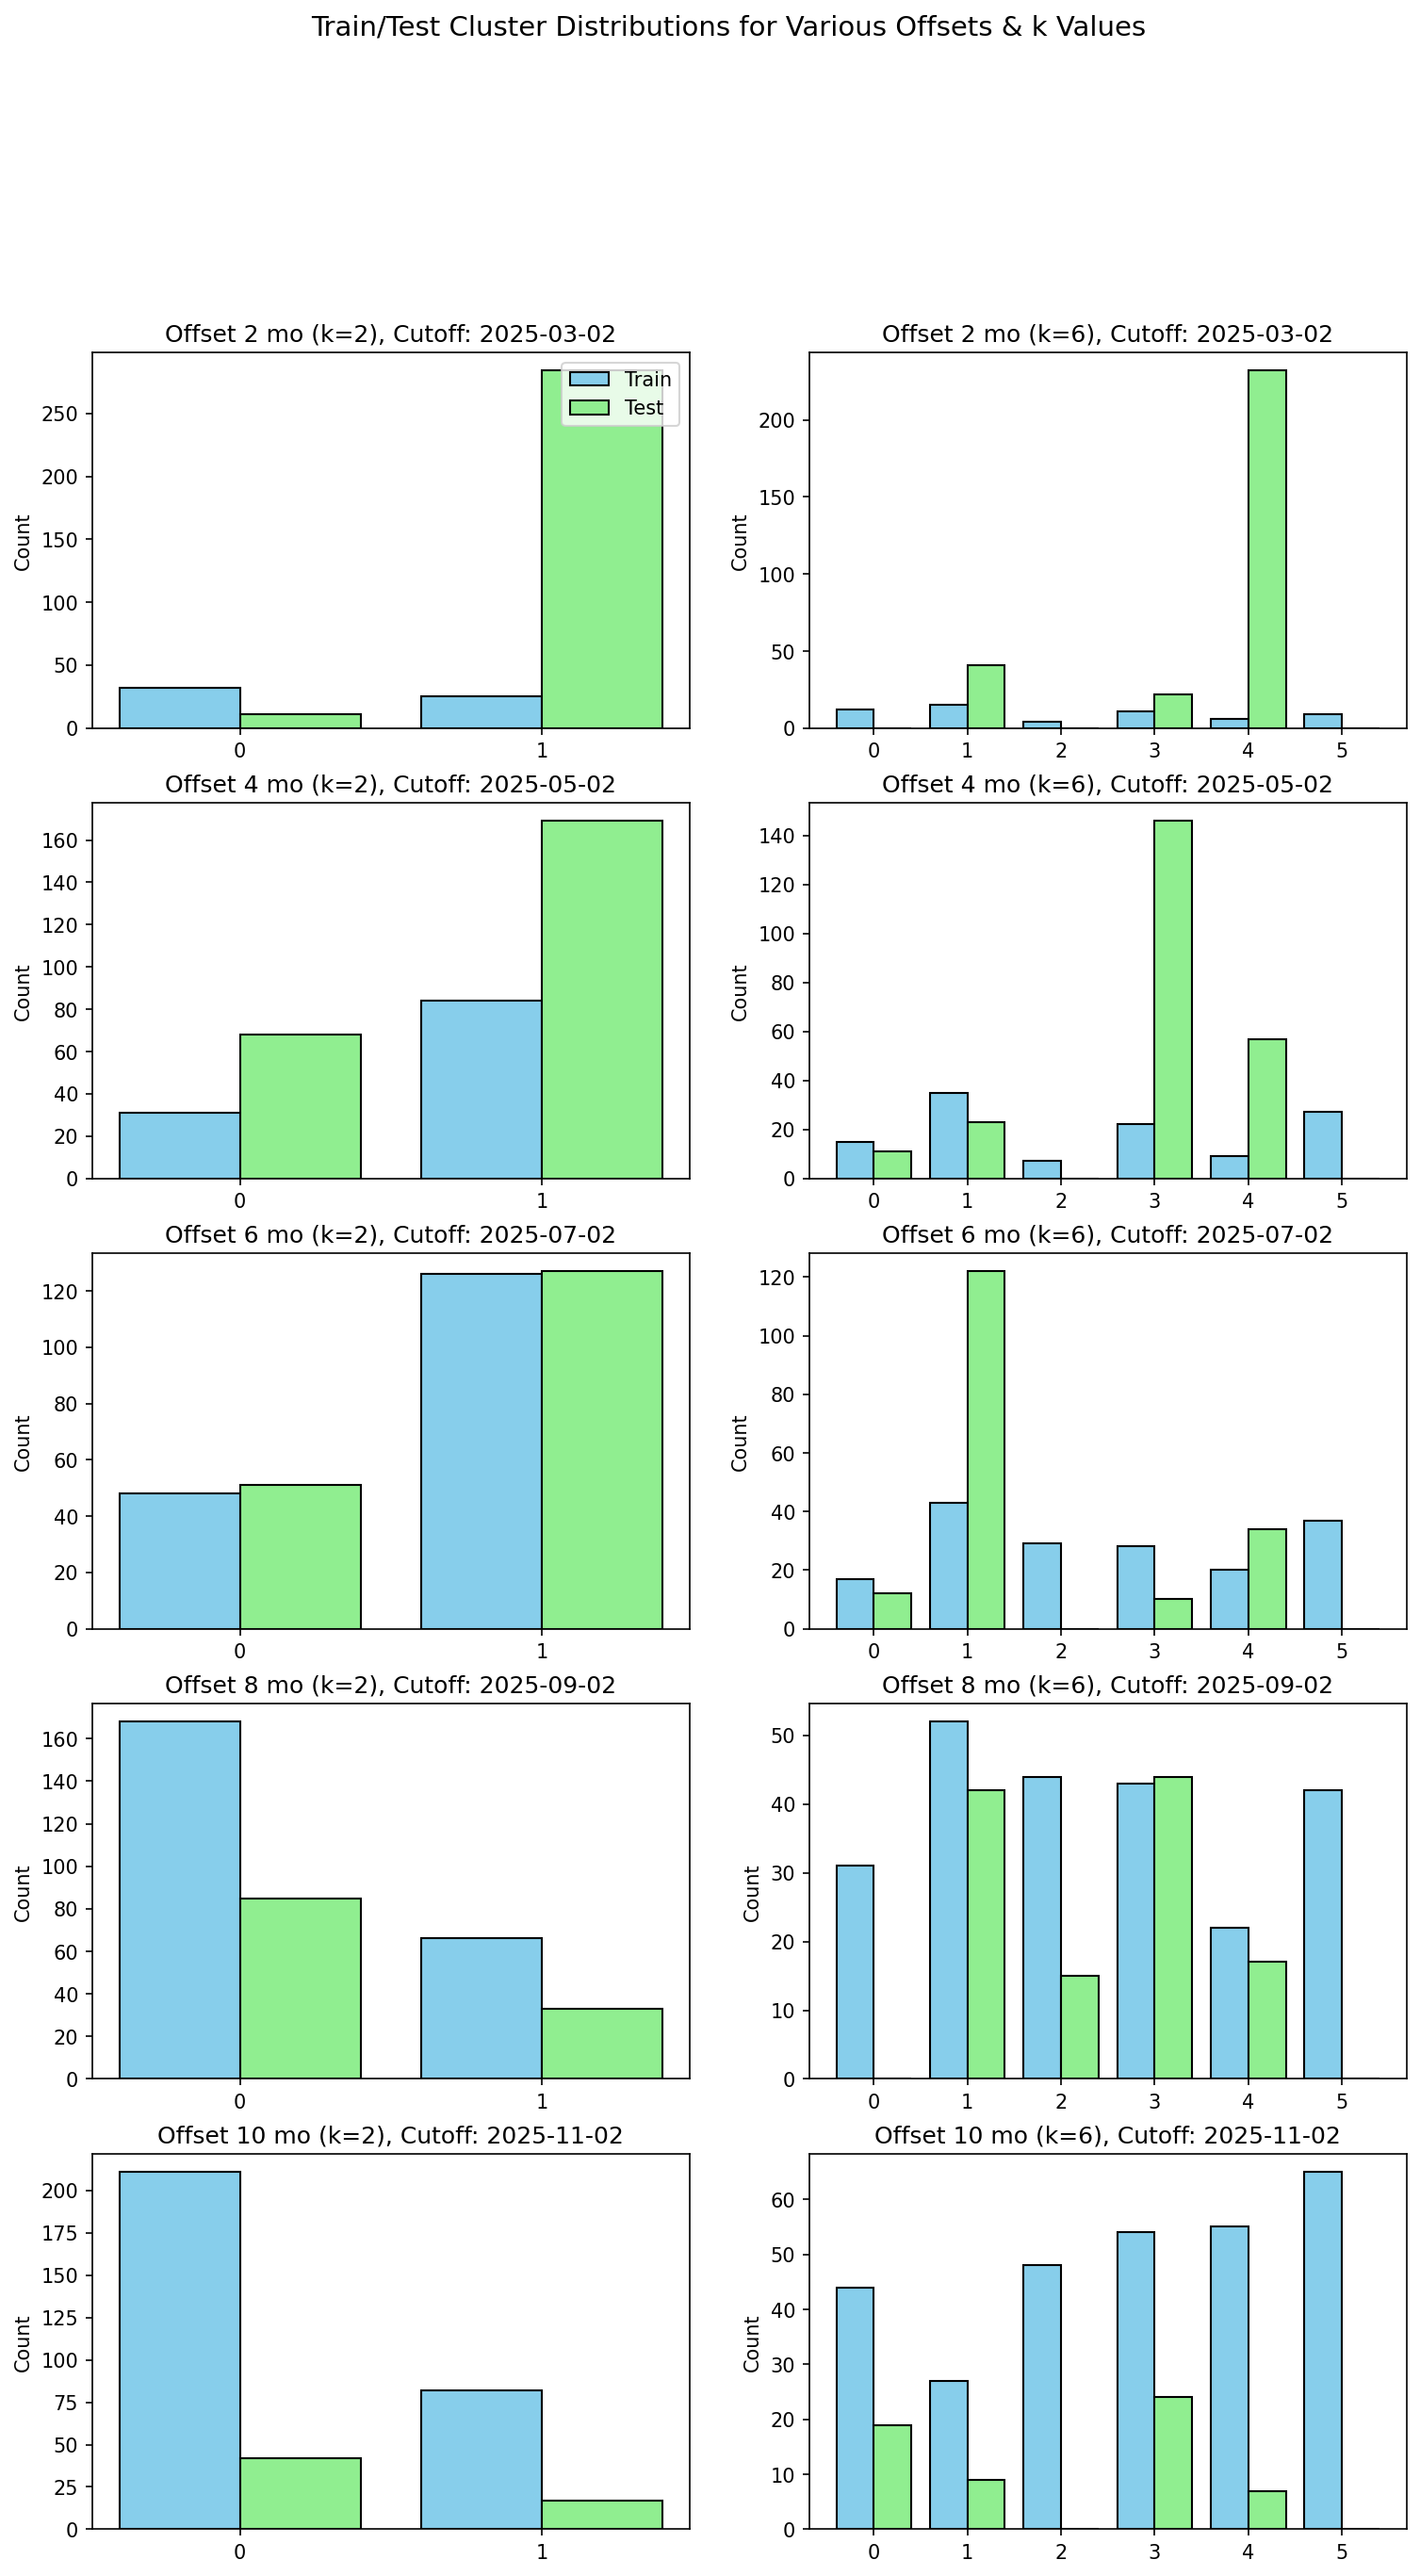 Train/Test Cluster Distributions for Various Offsets & k Values
Offset 2 mo (k=2), Cutoff: 2025-03-02
Count
250
200
150
100
50
0
0 1
Train
Test
Offset 2 mo (k=6), Cutoff: 2025-03-02
Count
200
150
100
50
0
0 1 2 3 4 5
Offset 4 mo (k=2), Cutoff: 2025-05-02
Count
160
140
120
100
80
60
40
20
0
0 1
Offset 4 mo (k=6), Cutoff: 2025-05-02
Count
140
120
100
80
60
40
20
0
0 1 2 3 4 5
Offset 6 mo (k=2), Cutoff: 2025-07-02
Count
120
100
80
60
40
20
0
0 1
Offset 6 mo (k=6), Cutoff: 2025-07-02
Count
120
100
80
60
40
20
0
0 1 2 3 4 5
Offset 8 mo (k=2), Cutoff: 2025-09-02
Count
160
140
120
100
80
60
40
20
0
0 1
Offset 8 mo (k=6), Cutoff: 2025-09-02
Count
50
40
30
20
10
0
0 1 2 3 4 5
Offset 10 mo (k=2), Cutoff: 2025-11-02
Count
200
175
150
125
100
75
50
25
0
0 1
Offset 10 mo (k=6), Cutoff: 2025-11-02
Count
60
50
40
30
20
10
0
0 1 2 3 4 5